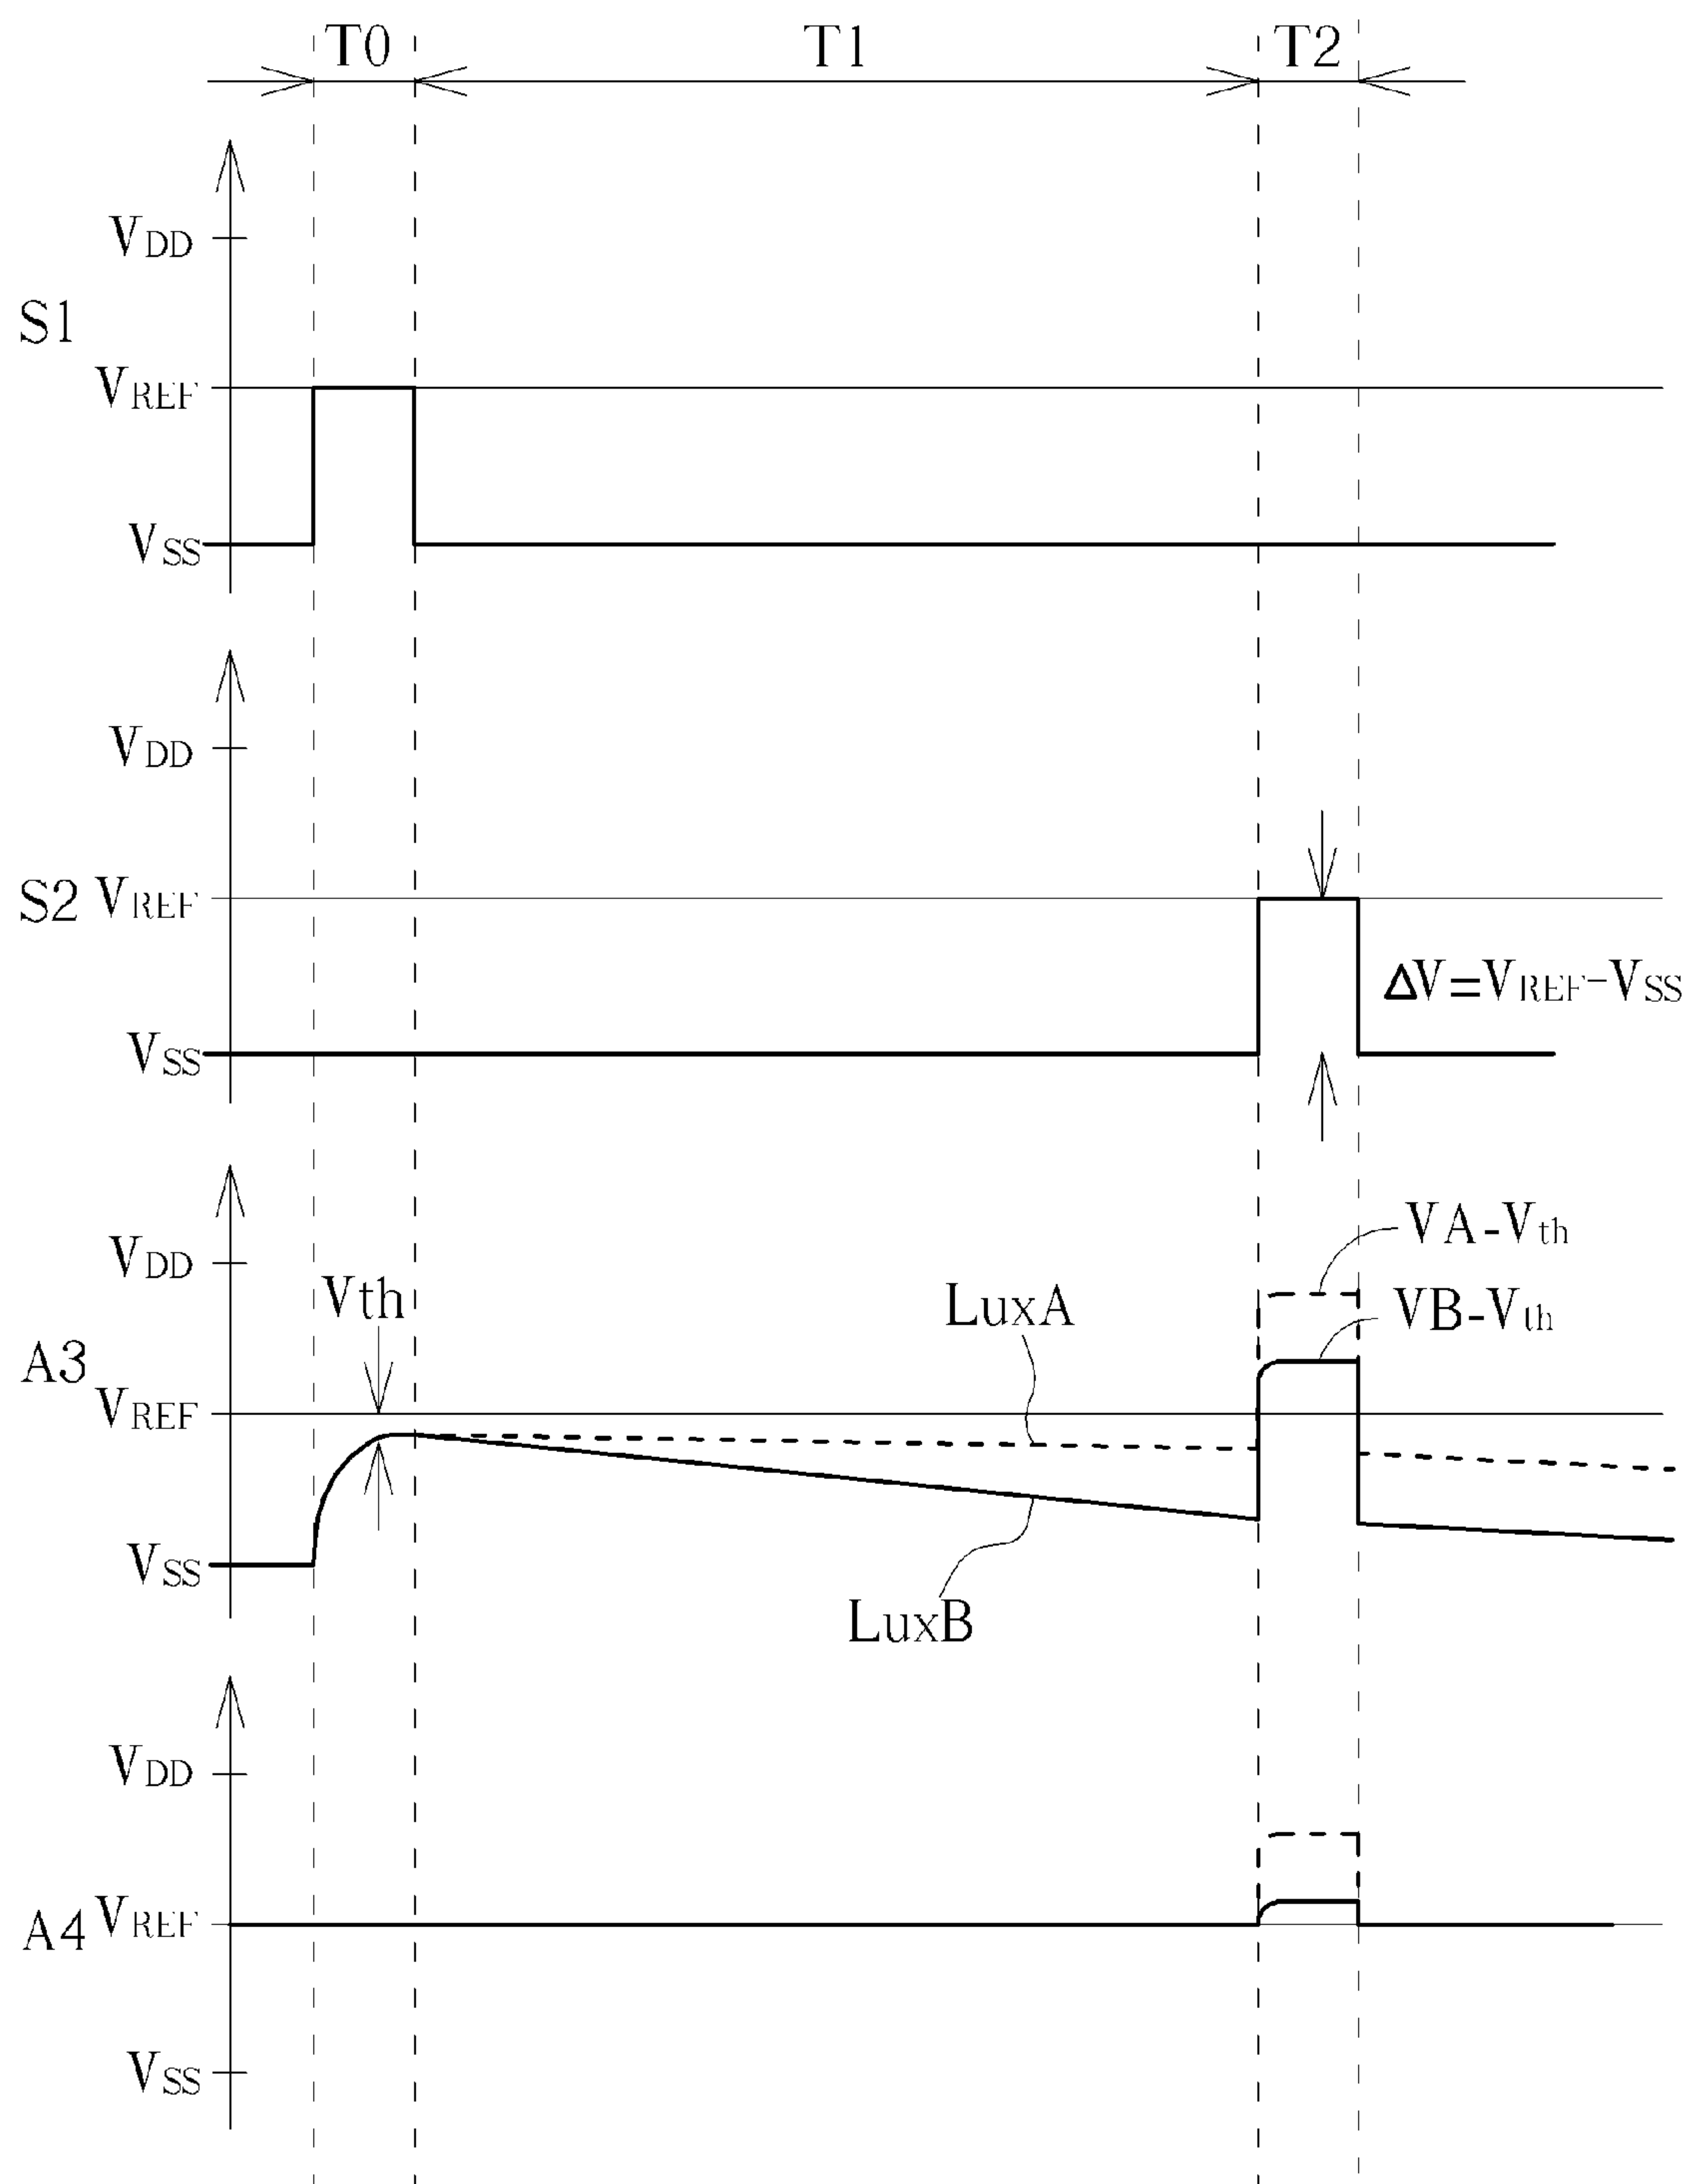 T0 T1 T2
VDD
S1
VREF
VSS
VDD
S2 VREF
ΔV=VREF-VSS
VSS
VA-Vth
VDD
Vth
LuxA
VB-Vth
A3
VREF
VSS
LuxB
VDD
A4 VREF
VSS